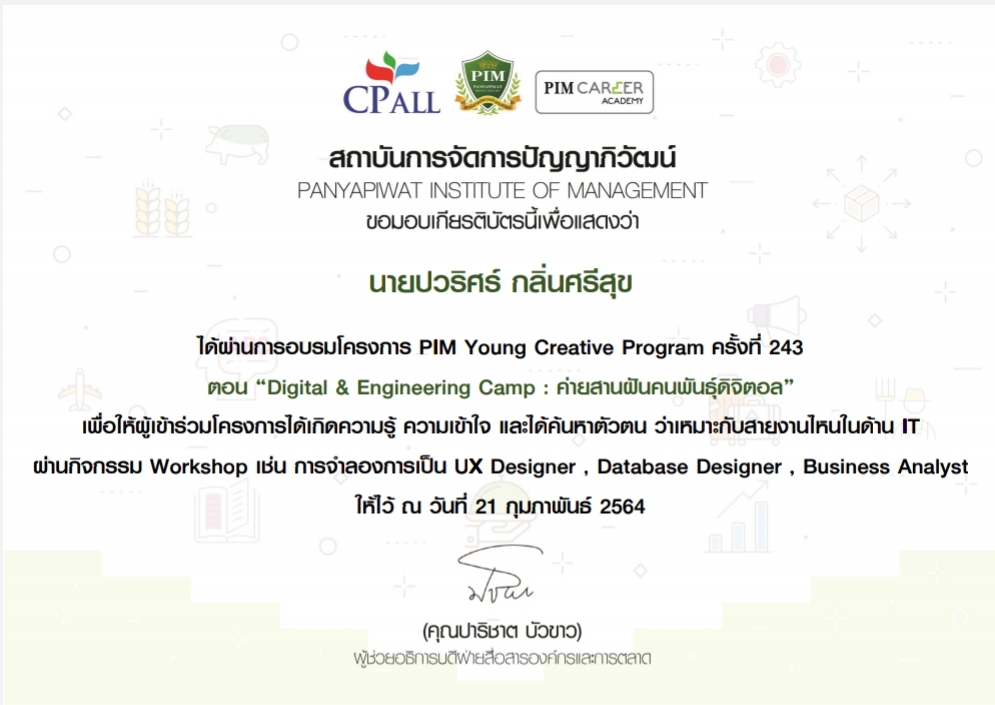 CPALL
PIM
PANYAPIWAT
PIM CAREER
ACADEMY
สถาบันการจัดการปัญญาภิวัฒน์
PANYAPIWAT INSTITUTE OF MANAGEMENT
ขอมอบเกียรติบัตรนี้เพื่อแสดงว่า
นายปวริศร์ กลิ่นศรีสุข
ได้ผ่านการอบรมโครงการ PIM Young Creative Program ครั้งที่ 243
ตอน “Digital & Engineering Camp : ค่ายสานฝันคนพันธุ์ดิจิตอล”
เพื่อให้ผู้เข้าร่วมโครงการได้เกิดความรู้ ความเข้าใจ และได้ค้นหาตัวตน ว่าเหมาะกับสายงานไหนในด้าน IT
ผ่านกิจกรรม Workshop เช่น การจำลองการเป็น UX Designer , Database Designer , Business Analyst
ให้ไว้ ณ วันที่ 21 กุมภาพันธ์ 2564
(คุณปาริชาต บัวขาว)
ผู้ช่วยอธิการบดีฝ่ายสื่อสารองค์กรและการตลาด